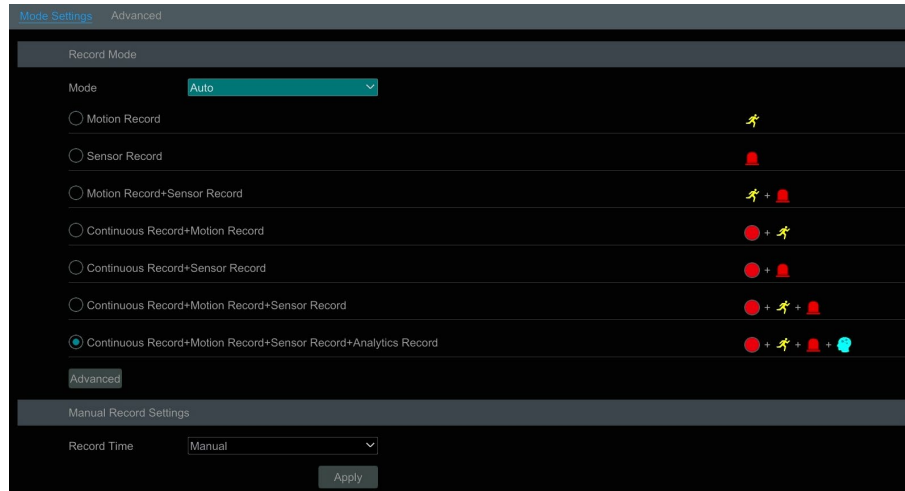 Mode Settings Advanced
Record Mode
Mode Auto
Motion Record
Sensor Record
Motion Record+Sensor Record
+
Continuous Record+Motion Record
+
Continuous Record+Sensor Record
+
Continuous Record+Motion Record+Sensor Record
+ +
Continuous Record+Motion Record+Sensor Record+Analytics Record
+ + +
Advanced
Manual Record Settings
Record Time Manual
Apply